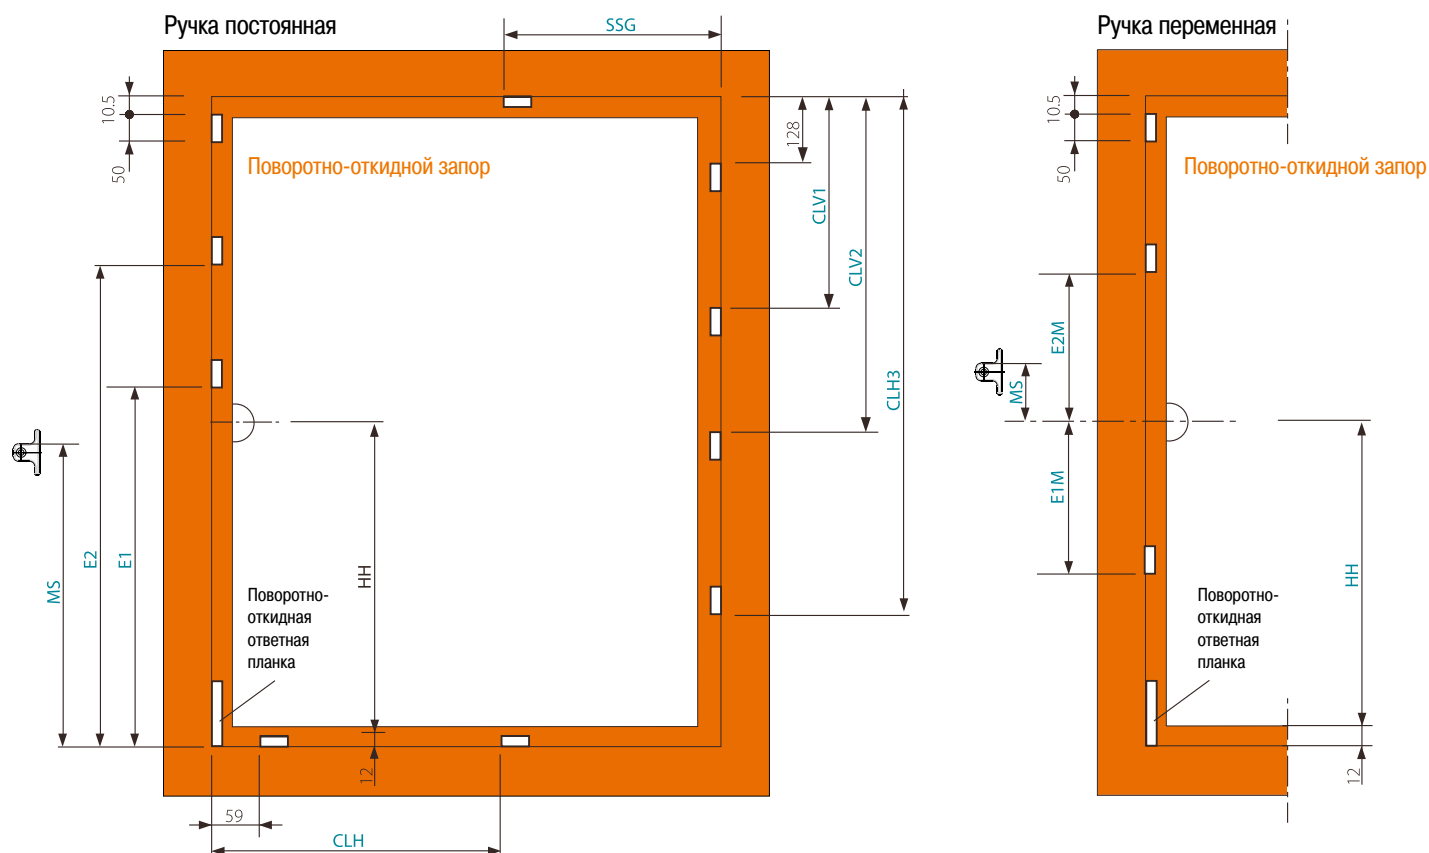 Ручка постоянная
SSG
Ручка переменная
10.5
50
128
Поворотно-откидной запор
CLV1
CLV2
CLH3
E2
E1
MS
HH
Поворотно-
откидная
ответная
планка
12
59
CLH
10.5
50
Поворотно-откидной запор
E2M
MS
E1M
HH
Поворотно-
откидная
ответная
планка
12